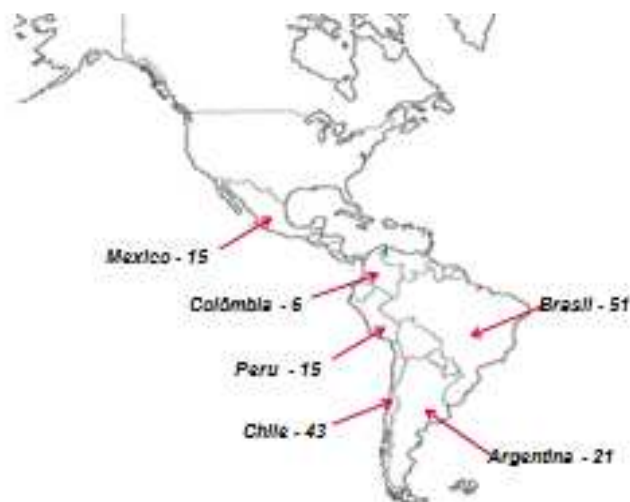 Mexico - 15
Colômbia - 6
Brasil - 51
Peru - 15
Chile - 43
Argentina - 21